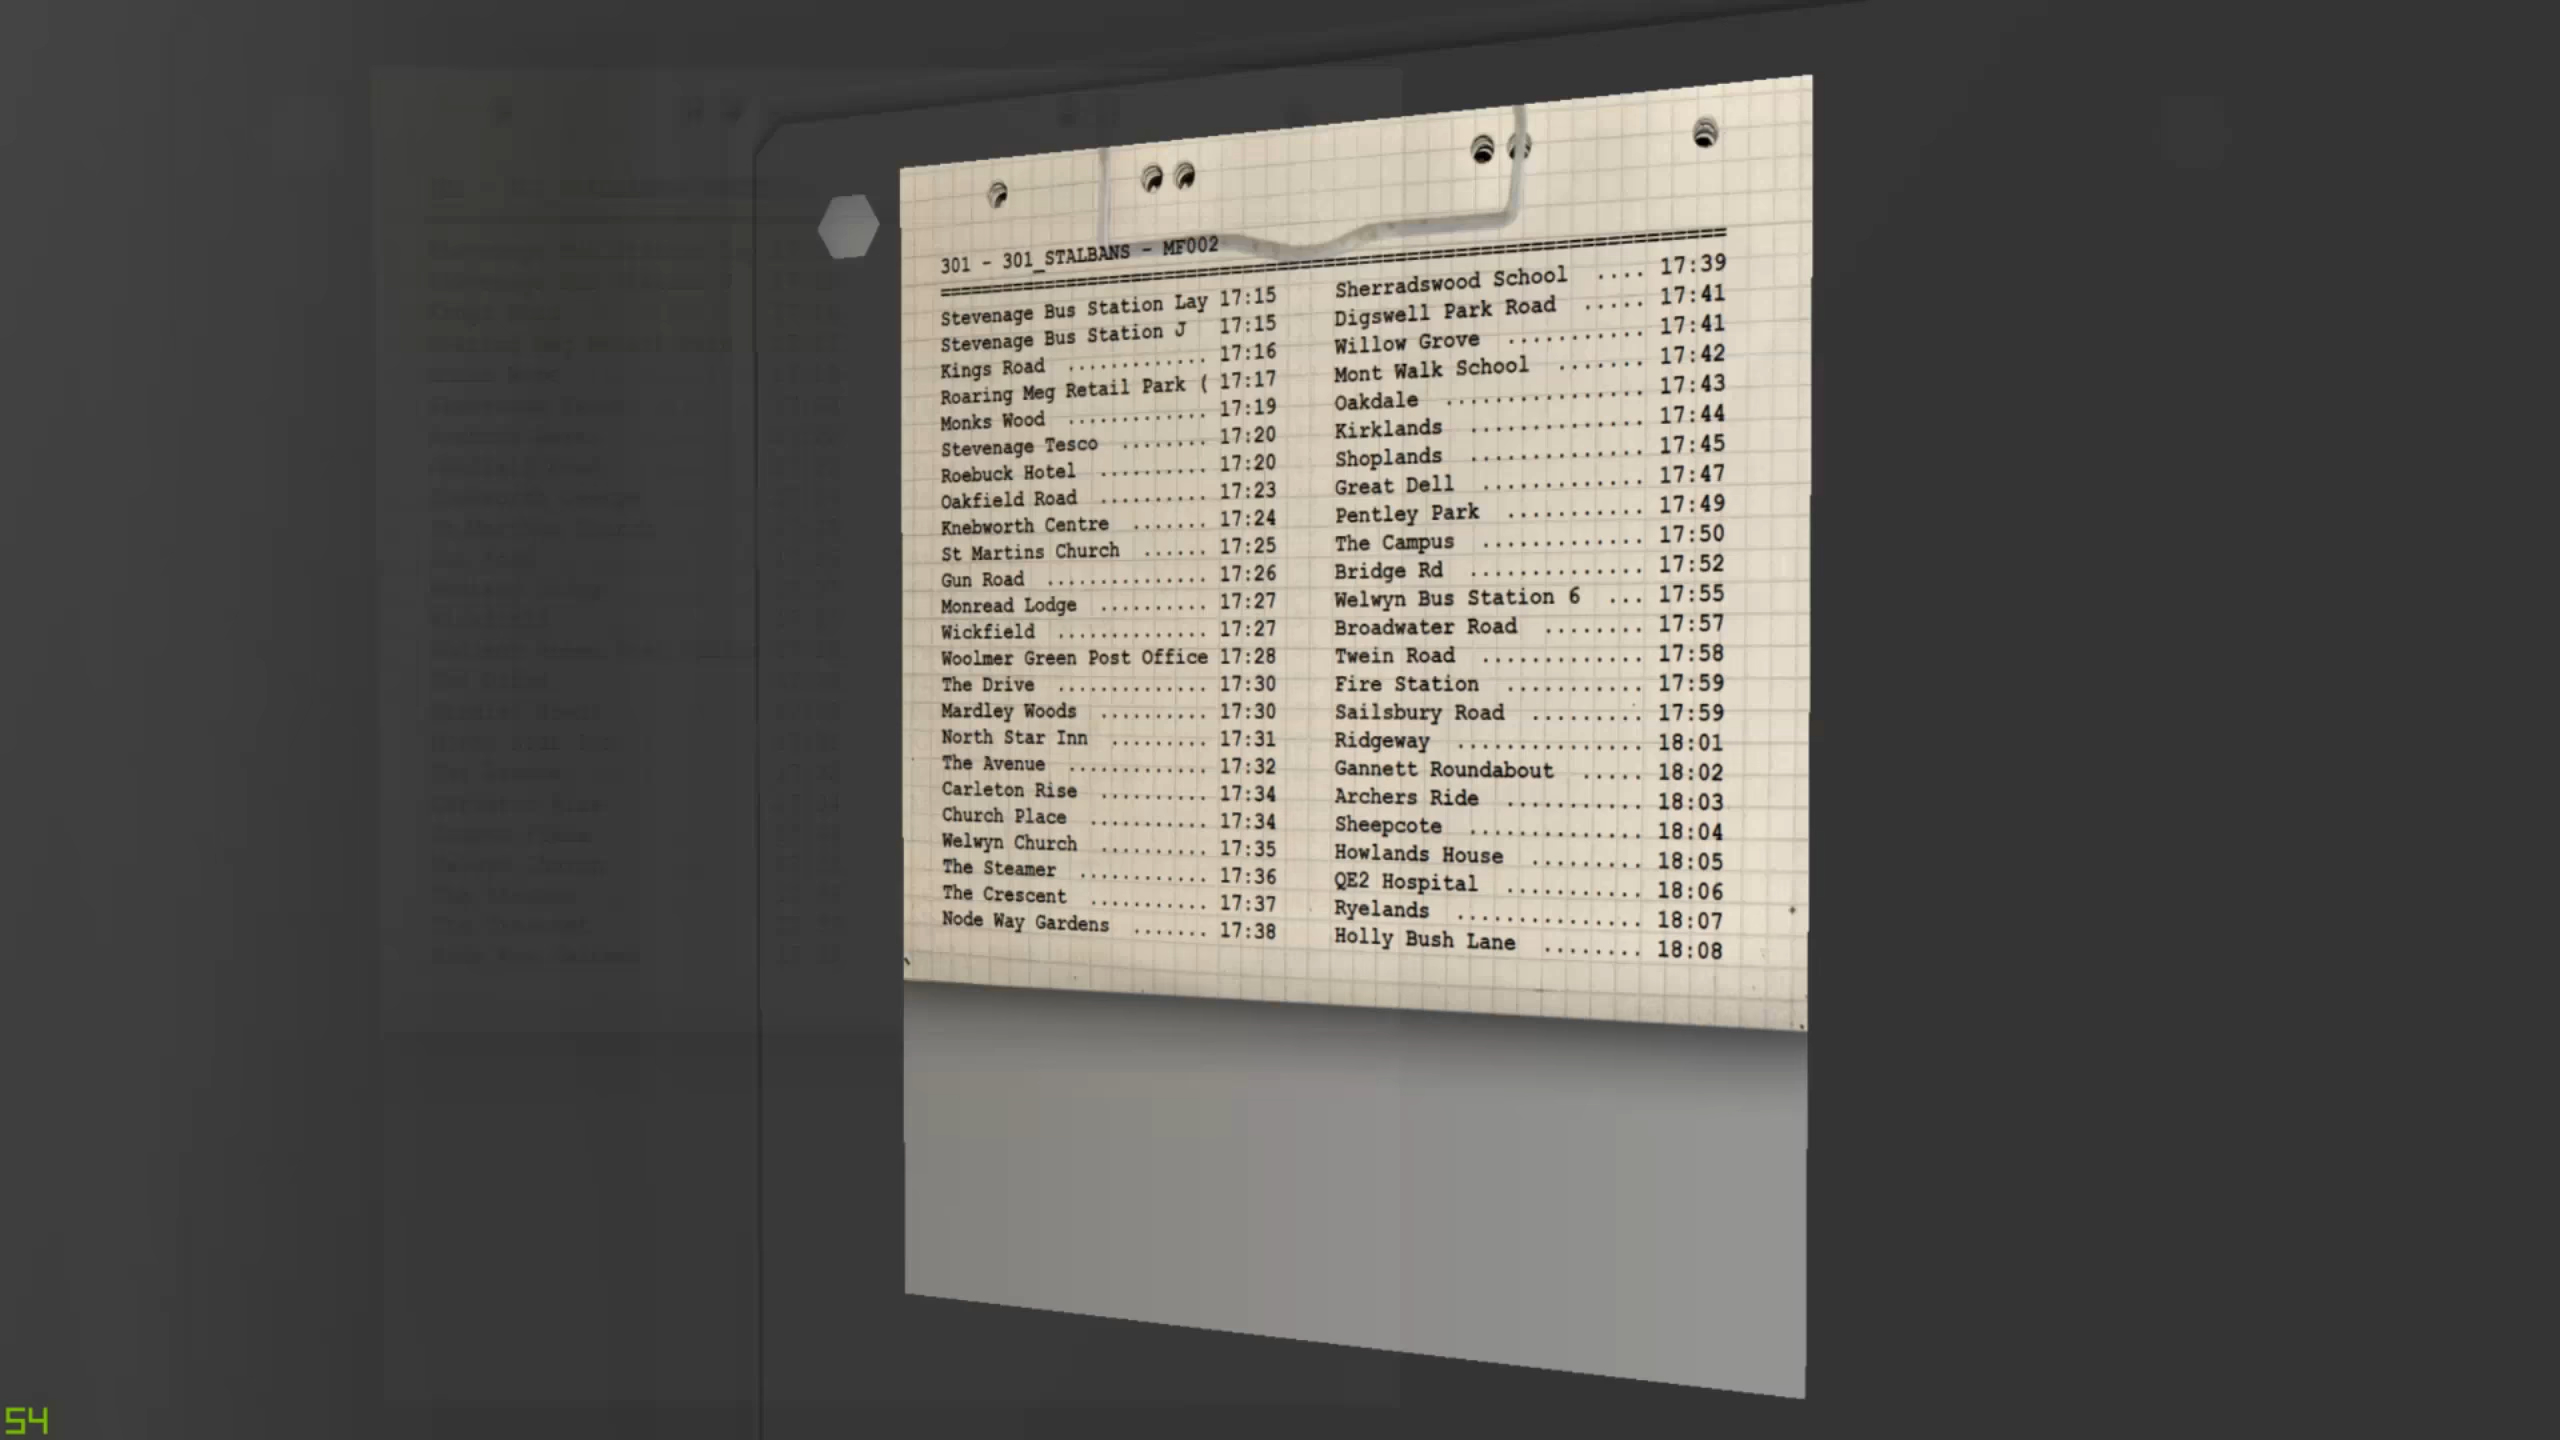 301 - 301_STALBANS - MF002
==================================================================
Stevenage Bus Station Lay 17:15
Stevenage Bus Station J 17:15
Kings Road ............. 17:16
Roaring Meg Retail Park ( 17:17
Monks Wood ............. 17:19
Stevenage Tesco ........ 17:20
Roebuck Hotel .......... 17:20
Oakfield Road .......... 17:23
Knebworth Centre ....... 17:24
St Martins Church ...... 17:25
Gun Road ............... 17:26
Monread Lodge .......... 17:27
Wickfield .............. 17:27
Woolmer Green Post Office 17:28
The Drive .............. 17:30
Mardley Woods .......... 17:30
North Star Inn ......... 17:31
The Avenue ............. 17:32
Carleton Rise .......... 17:34
Church Place ........... 17:34
Welwyn Church .......... 17:35
The Steamer ............ 17:36
The Crescent ........... 17:37
Node Way Gardens ....... 17:38
Sherradswood School .... 17:39
Digswell Park Road ..... 17:41
Willow Grove ........... 17:41
Mont Walk School ....... 17:42
Oakdale ................ 17:43
Kirklands .............. 17:44
Shoplands .............. 17:45
Great Dell ............. 17:47
Pentley Park ........... 17:49
The Campus ............. 17:50
Bridge Rd .............. 17:52
Welwyn Bus Station 6 ... 17:55
Broadwater Road ........ 17:57
Twein Road ............. 17:58
Fire Station ........... 17:59
Sailsbury Road ......... 17:59
Ridgeway ............... 18:01
Gannett Roundabout ..... 18:02
Archers Ride ........... 18:03
Sheepcote .............. 18:04
Howlands House ......... 18:05
QE2 Hospital ........... 18:06
Ryelands ............... 18:07
Holly Bush Lane ........ 18:08
54